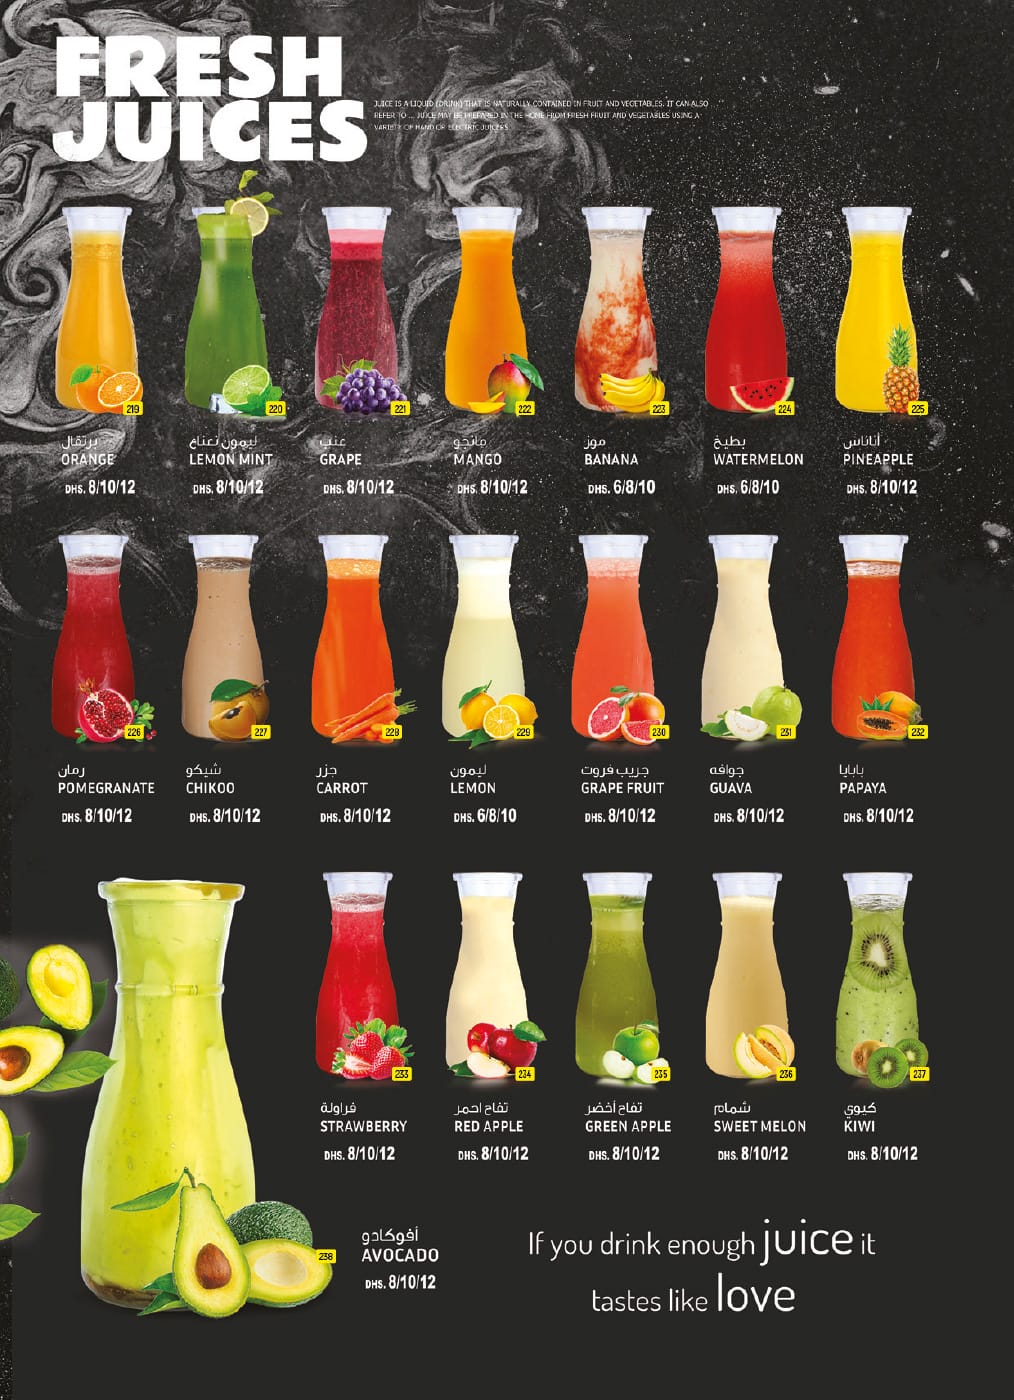 FRESH
JUICES
JUICE IS A LIQUID (DRINK) THAT IS NATURALLY CONTAINED IN FRUIT AND VEGETABLES. IT CAN ALSO
REFER TO ... JUICE MAY BE PREPARED IN THE HOME FROM FRESH FRUIT AND VEGETABLES USING A
VARIETY OF HAND OR ELECTRIC JUICERS
219 220 221 222 223 224 225
برتقال
ORANGE
DHS. 8/10/12
ليمون نعناع
LEMON MINT
DHS. 8/10/12
عنب
GRAPE
DHS. 8/10/12
مانجو
MANGO
DHS. 8/10/12
موز
BANANA
DHS. 6/8/10
بطيخ
WATERMELON
DHS. 6/8/10
أناناس
PINEAPPLE
DHS. 8/10/12
226 227 228 229 230 231 232
رمان
POMEGRANATE
DHS. 8/10/12
شيكو
CHIKOO
DHS. 8/10/12
جزر
CARROT
DHS. 8/10/12
ليمون
LEMON
DHS. 6/8/10
جريب فروت
GRAPE FRUIT
DHS. 8/10/12
جوافه
GUAVA
DHS. 8/10/12
بابايا
PAPAYA
DHS. 8/10/12
233 234 235 236 237
فراولة
STRAWBERRY
DHS. 8/10/12
تفاح احمر
RED APPLE
DHS. 8/10/12
تفاح أخضر
GREEN APPLE
DHS. 8/10/12
شمام
SWEET MELON
DHS. 8/10/12
كيوي
KIWI
DHS. 8/10/12
238
أفوكادو
AVOCADO
DHS. 8/10/12
If you drink enough juice it
tastes like love